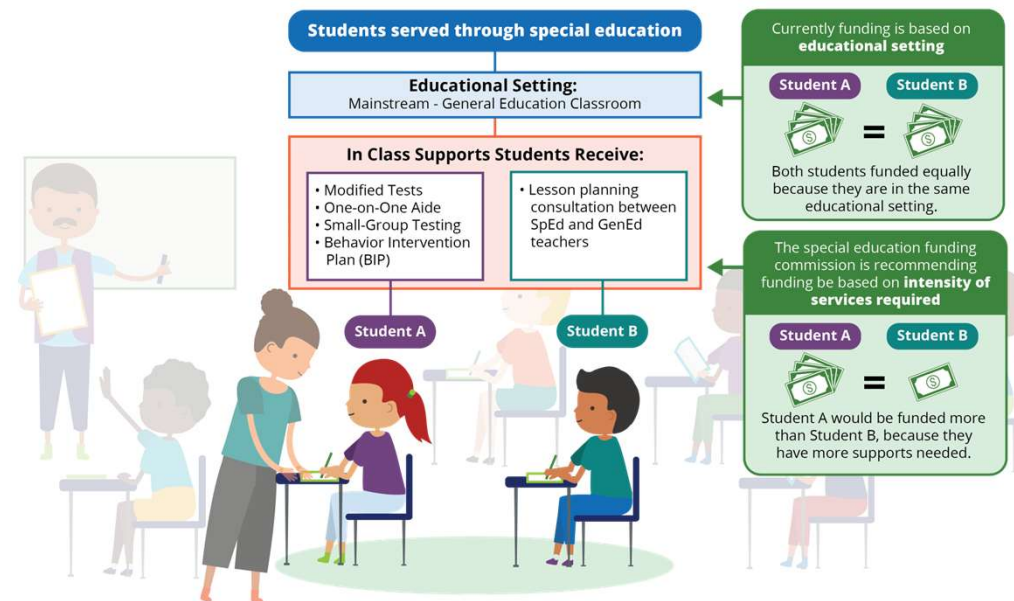 Students served through special education
Educational Setting:
Mainstream - General Education Classroom
In Class Supports Students Receive:
• Modified Tests
• One-on-One Aide
• Small-Group Testing
• Behavior Intervention
Plan (BIP)
• Lesson planning
consultation between
SpEd and GenEd
teachers
Student A
Student B
Currently funding is based on
educational setting
Student A
Student B
=
Both students funded equally
because they are in the same
educational setting.
The special education funding
commission is recommending
funding be based on intensity of
services required
Student A
Student B
=
Student A would be funded more
than Student B, because they
have more supports needed.